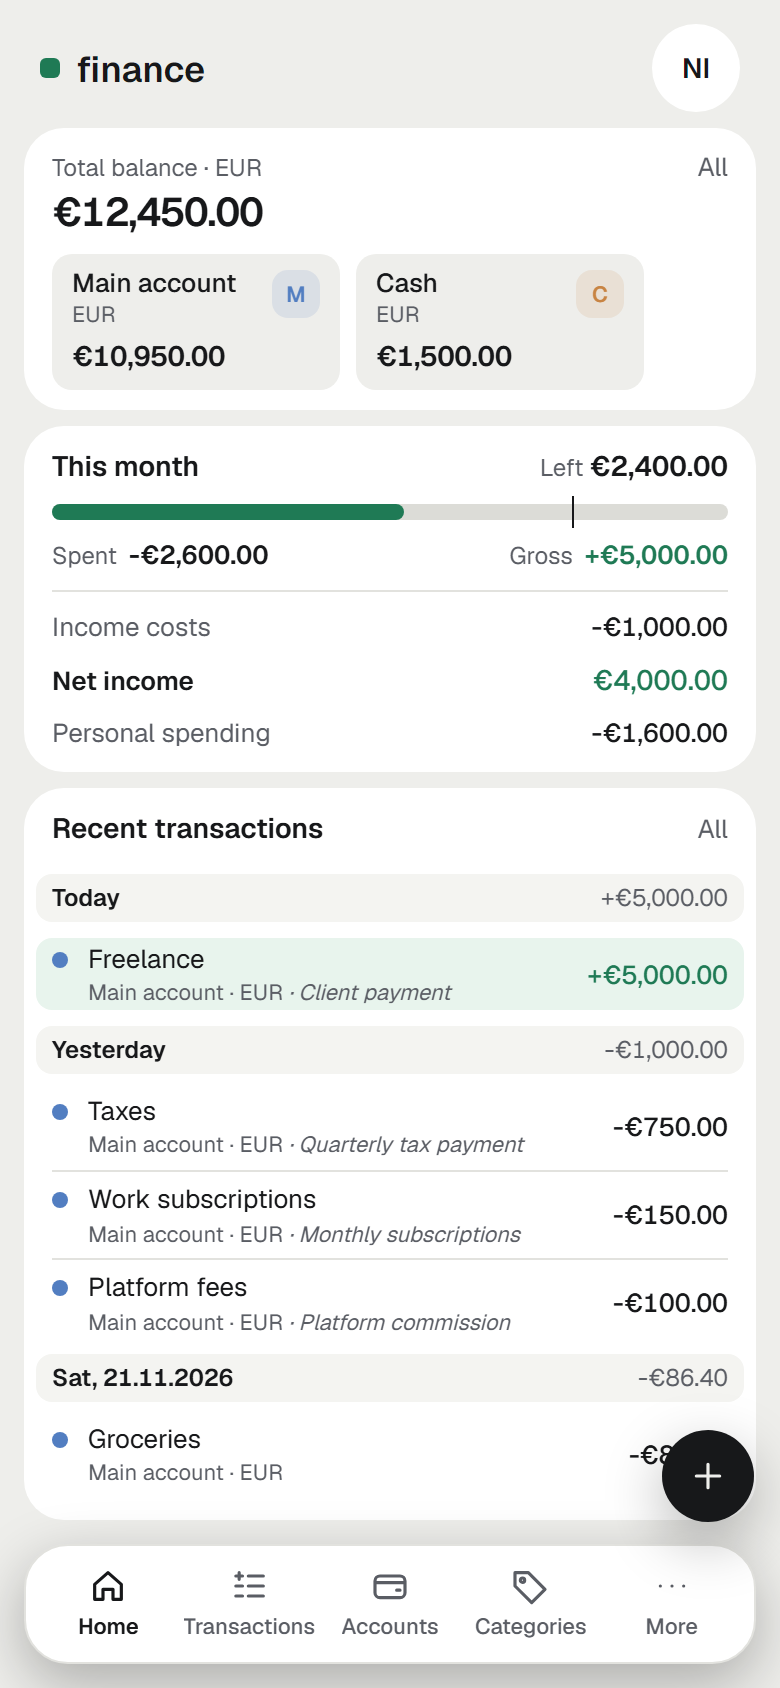 finance
NI
Total balance · EUR
All
€12,450.00
Main account
M
EUR
€10,950.00
Cash
C
EUR
€1,500.00
This month
Left €2,400.00
Spent -€2,600.00
Gross +€5,000.00
Income costs
-€1,000.00
Net income
€4,000.00
Personal spending
-€1,600.00
Recent transactions
All
Today
+€5,000.00
Freelance
Main account · EUR · Client payment
+€5,000.00
Yesterday
-€1,000.00
Taxes
Main account · EUR · Quarterly tax payment
-€750.00
Work subscriptions
Main account · EUR · Monthly subscriptions
-€150.00
Platform fees
Main account · EUR · Platform commission
-€100.00
Sat, 21.11.2026
-€86.40
Groceries
Main account · EUR
Home
Transactions
Accounts
Categories
More